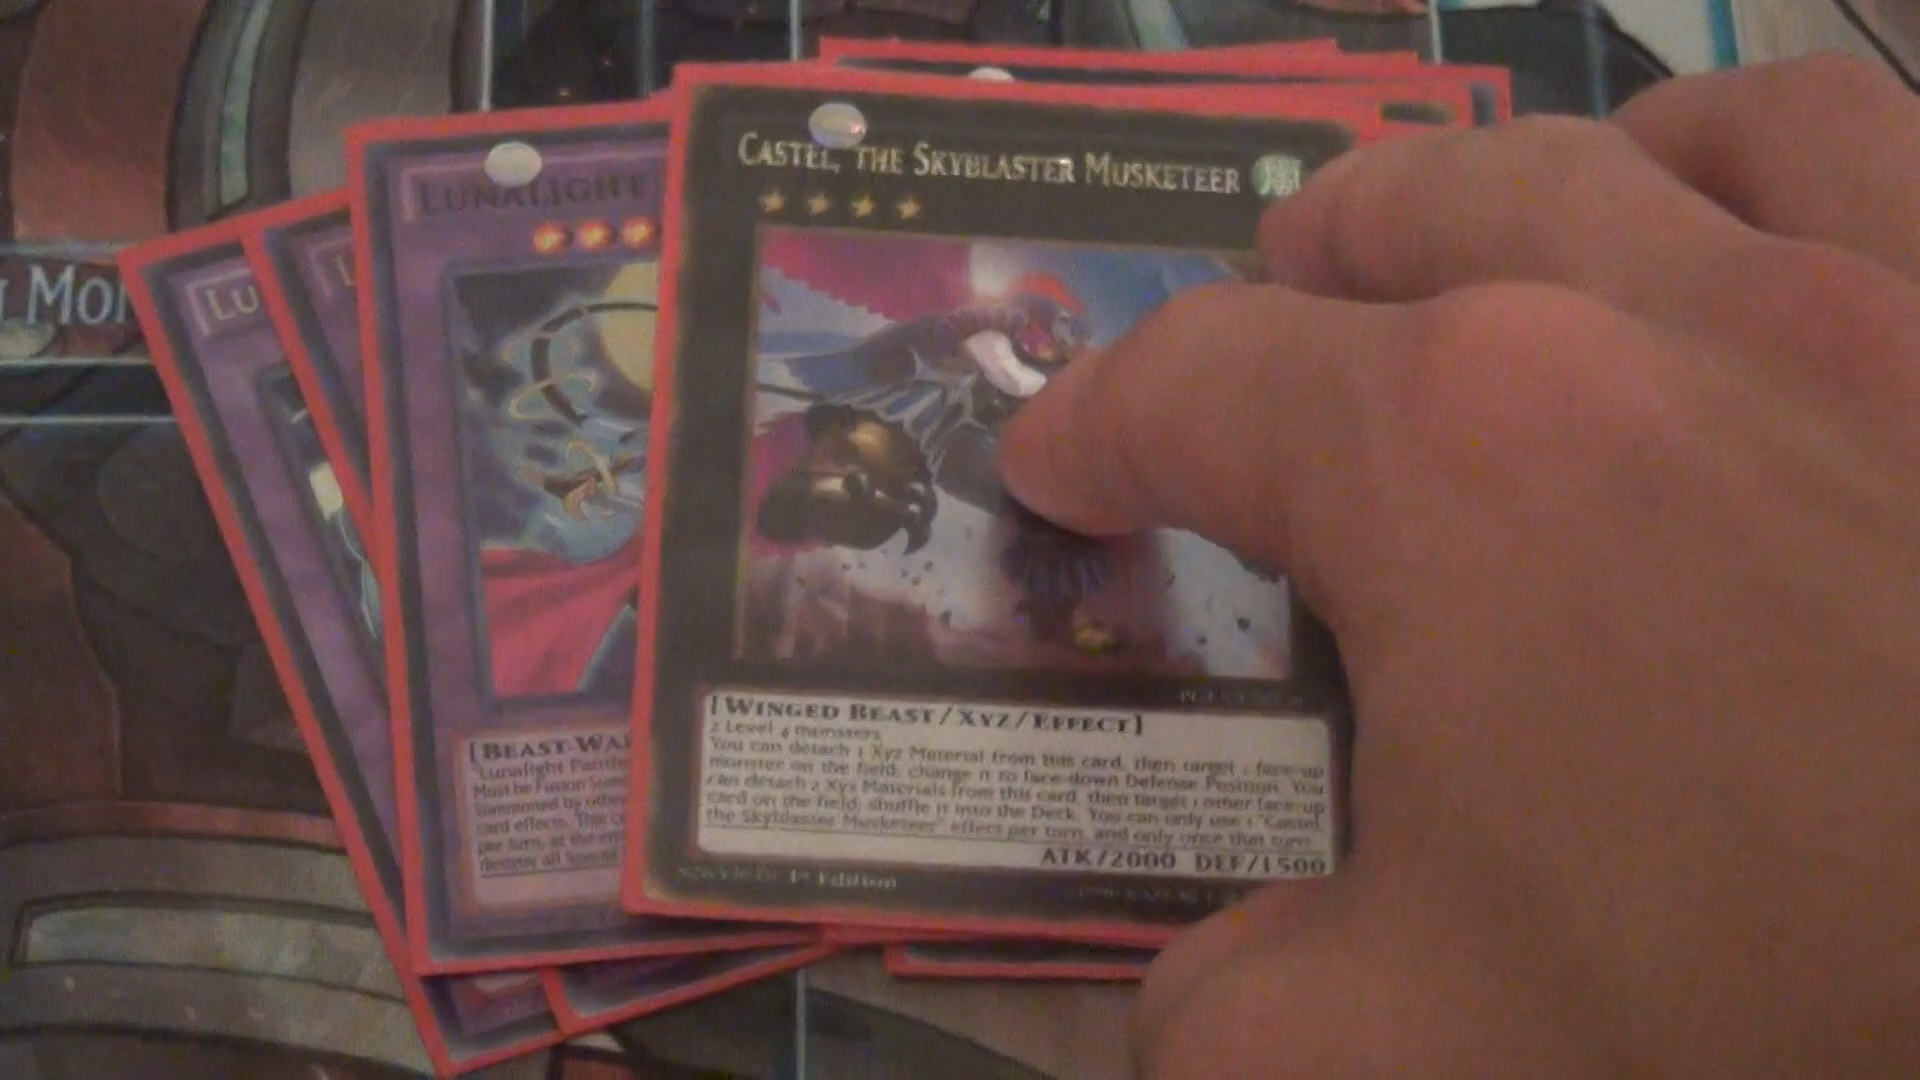 CASTEL, THE SKYBLASTER MUSKETEER
LUNALIGHT
L
LU
MO
[WINGED BEAST/XYZ/EFFECT]
2 Level 4 monsters
You can detach 1 Xyz Material from this card, then target 1 face-up
monster on the field; change it to face-down Defense Position. You
can detach 2 Xyz Materials from this card, then target 1 other face-up
card on the field; shuffle it into the Deck. You can only use 1 "Castel,
the Skyblaster Musketeer" effect per turn, and only once that turn.
ATK/2000 DEF/1500
1st Edition
[BEAST-WA
"Lunalight Panthe
Must be Fusion Summ
Summoned by othe
card effects. This c
per turn, at the
destroy all Special